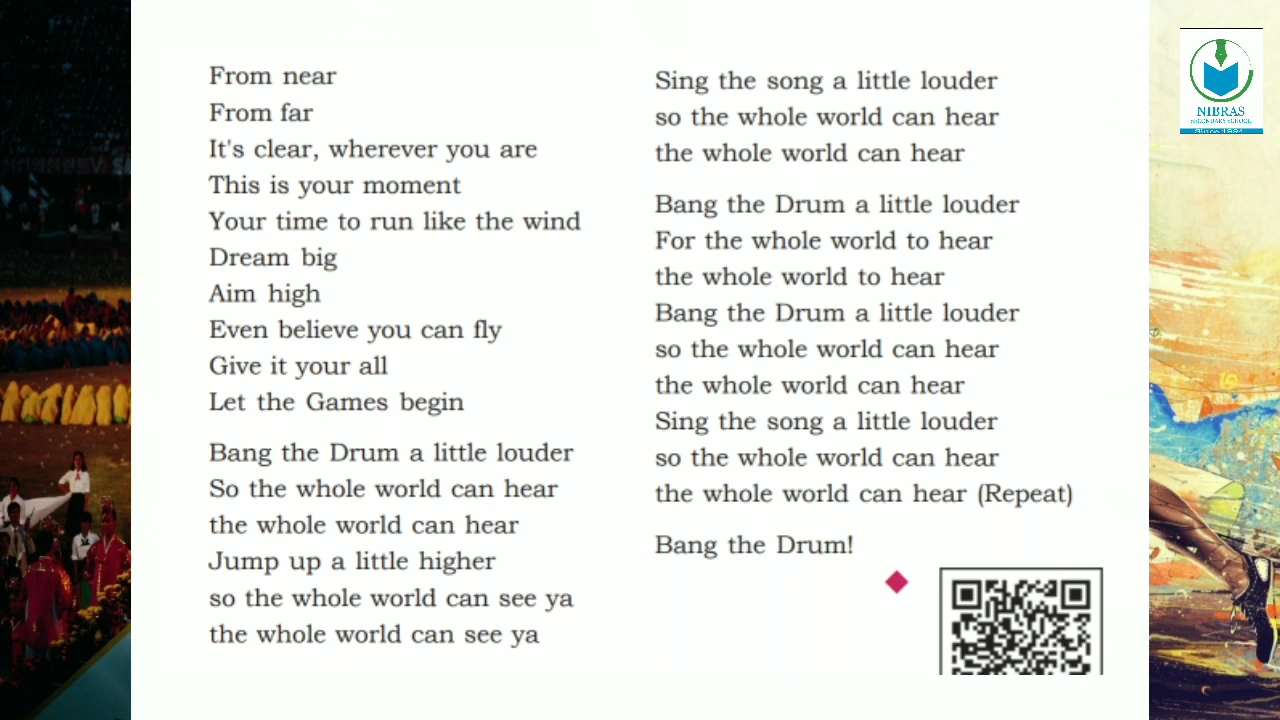 From near
From far
It's clear, wherever you are
This is your moment
Your time to run like the wind
Dream big
Aim high
Even believe you can fly
Give it your all
Let the Games begin
Bang the Drum a little louder
So the whole world can hear
the whole world can hear
Jump up a little higher
so the whole world can see ya
the whole world can see ya
Sing the song a little louder
so the whole world can hear
the whole world can hear
Bang the Drum a little louder
For the whole world to hear
the whole world to hear
Bang the Drum a little louder
so the whole world can hear
the whole world can hear
Sing the song a little louder
so the whole world can hear
the whole world can hear (Repeat)
Bang the Drum!
NIBRAS
SECONDARY SCHOOL
Since 1994